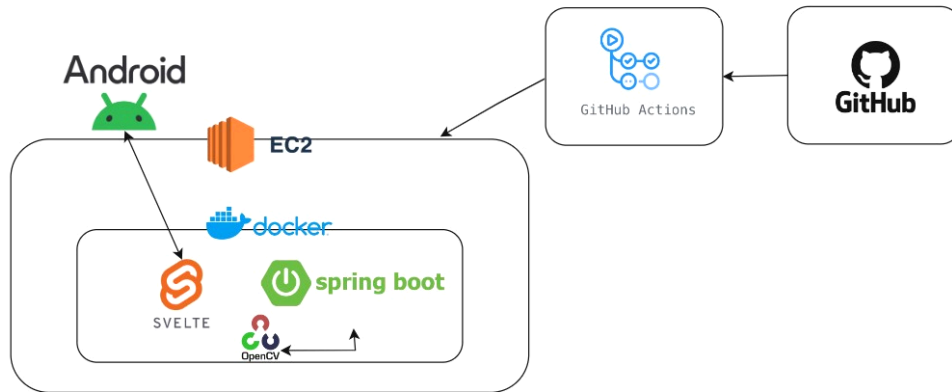 Android
EC2
GitHub Actions
GitHub
docker
spring boot
SVELTE
OpenCV